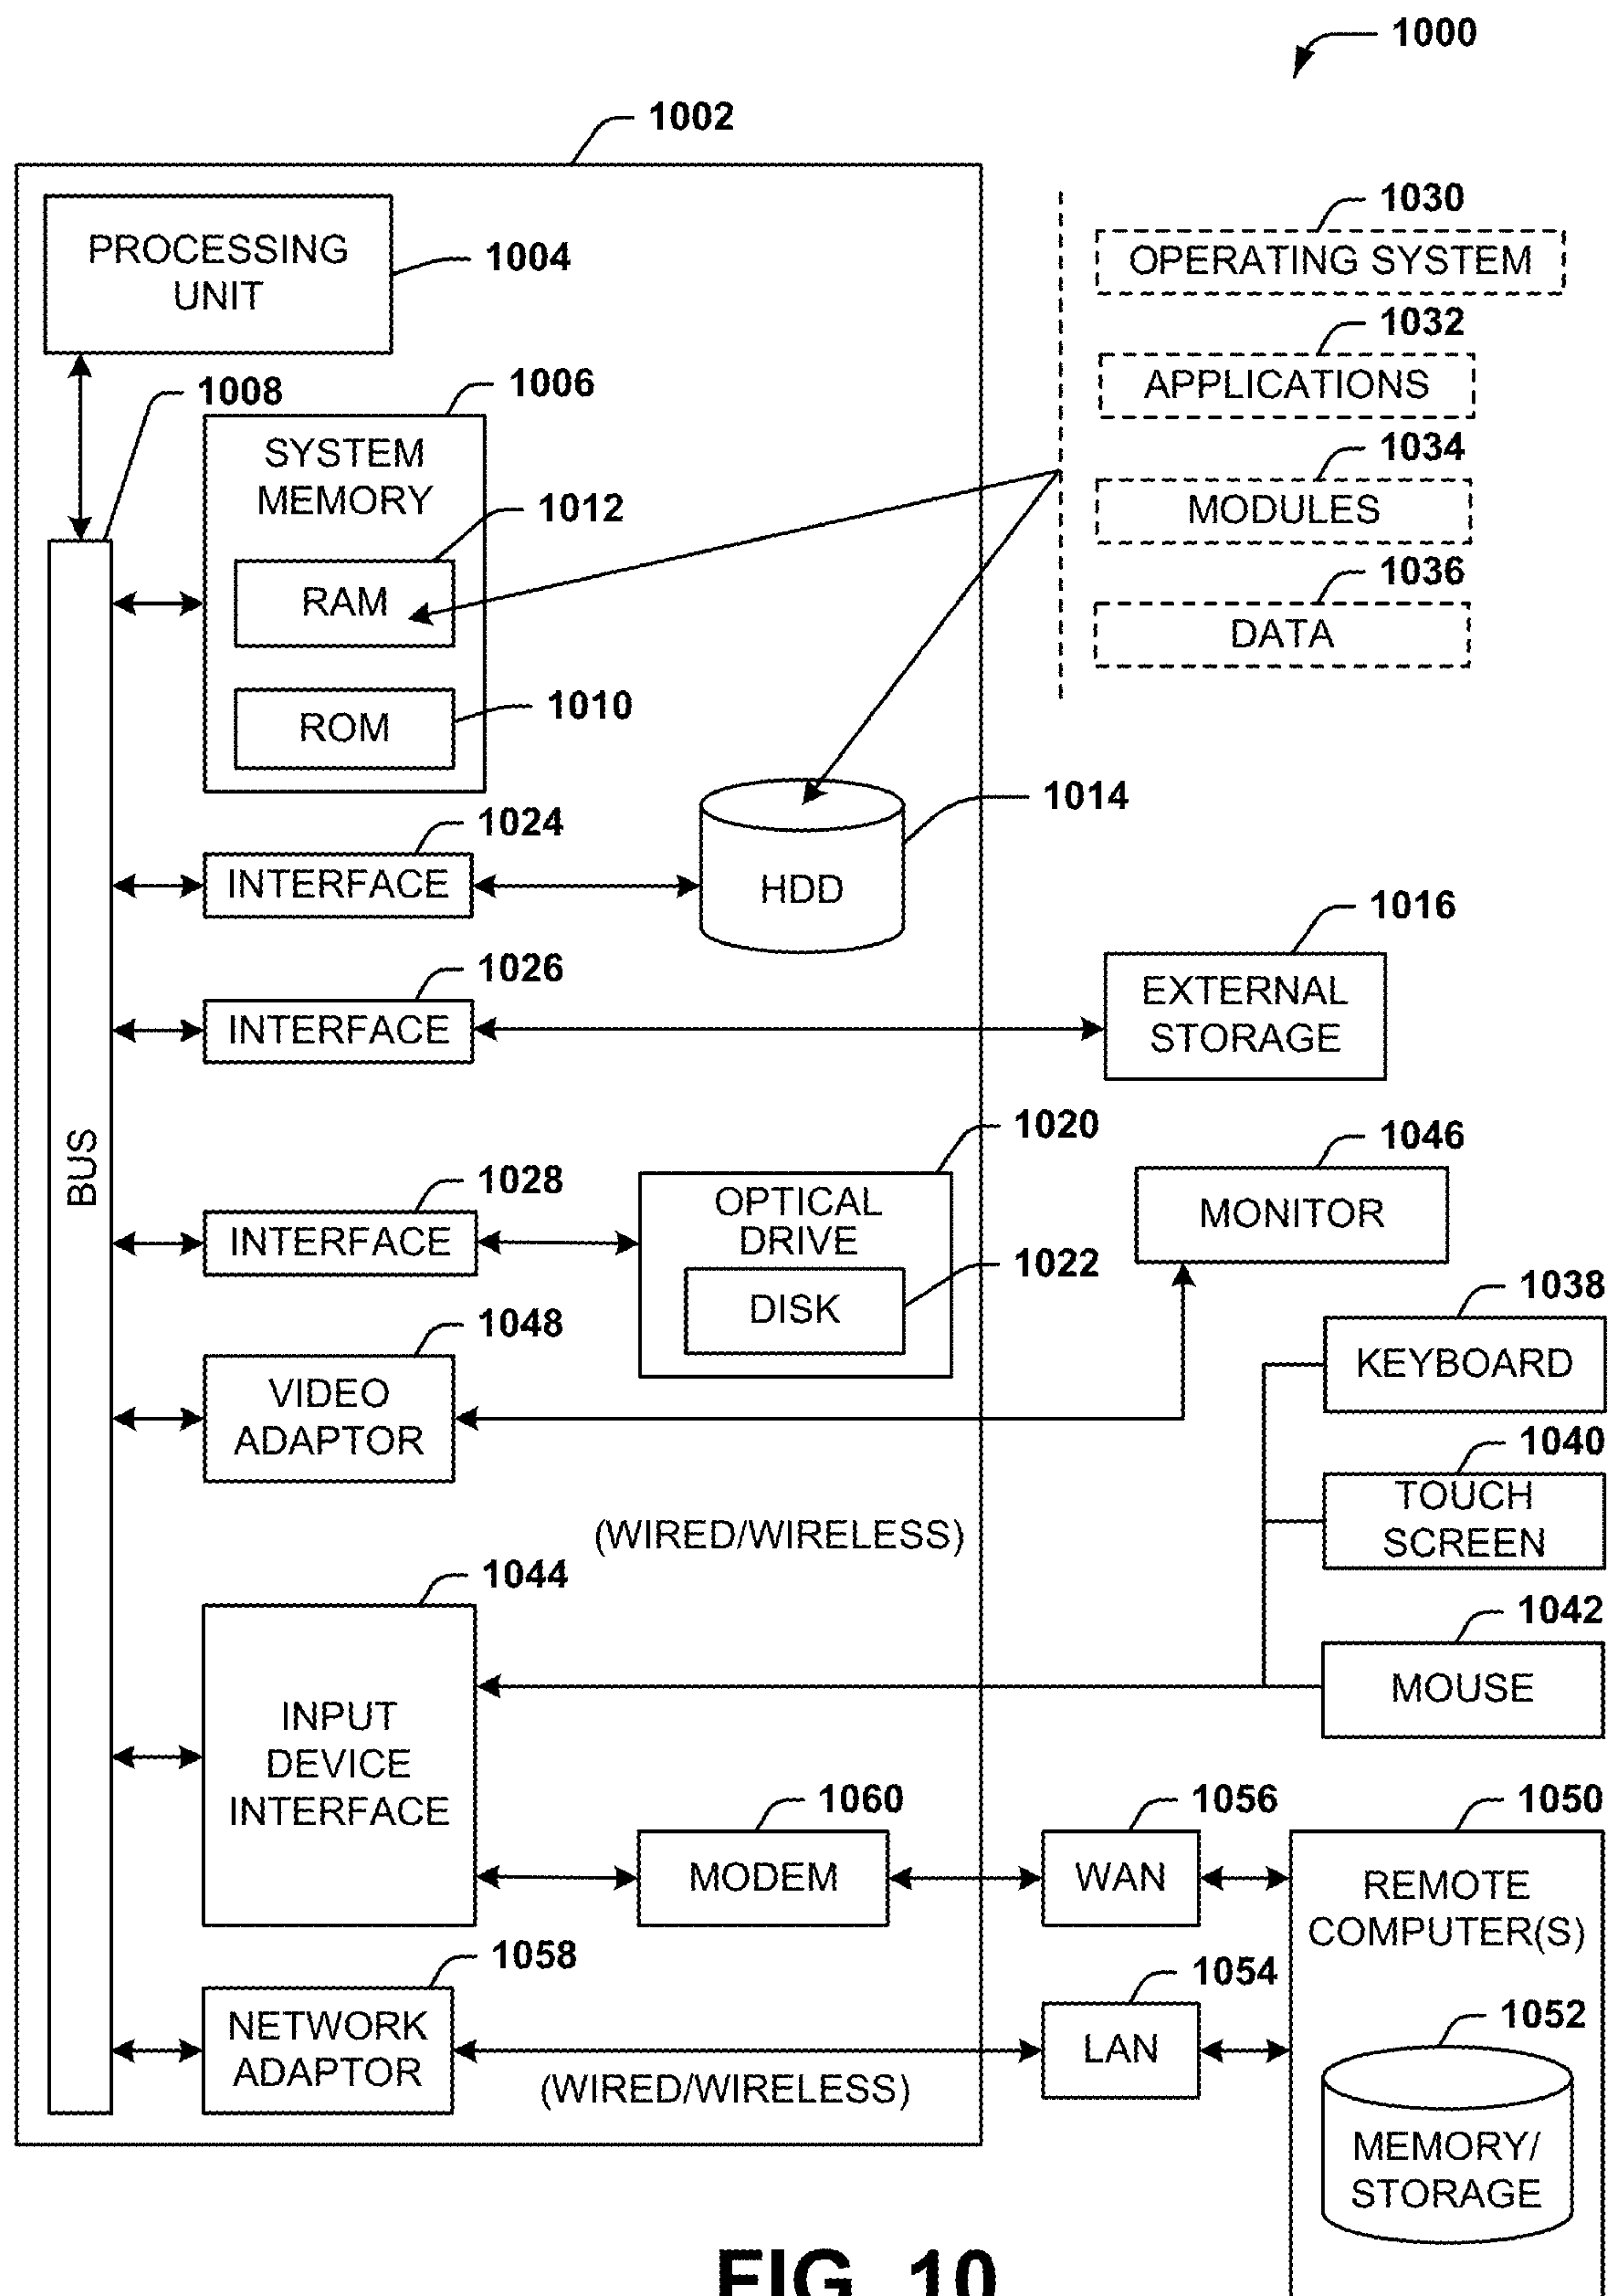 1000
1002
PROCESSING
UNIT
1004
1030
OPERATING SYSTEM
1032
APPLICATIONS
1034
MODULES
1036
DATA
1008
1006
SYSTEM
MEMORY
1012
RAM
1010
ROM
1024
INTERFACE
1014
HDD
1026
INTERFACE
1016
EXTERNAL
STORAGE
BUS
1028
INTERFACE
1020
OPTICAL
DRIVE
1022
DISK
1046
MONITOR
1048
VIDEO
ADAPTOR
1038
KEYBOARD
1040
TOUCH
SCREEN
(WIRED/WIRELESS)
1044
INPUT
DEVICE
INTERFACE
1042
MOUSE
1060
MODEM
1056
WAN
1050
REMOTE
COMPUTER(S)
1058
NETWORK
ADAPTOR
(WIRED/WIRELESS)
1054
LAN
1052
MEMORY/
STORAGE
FIG. 10